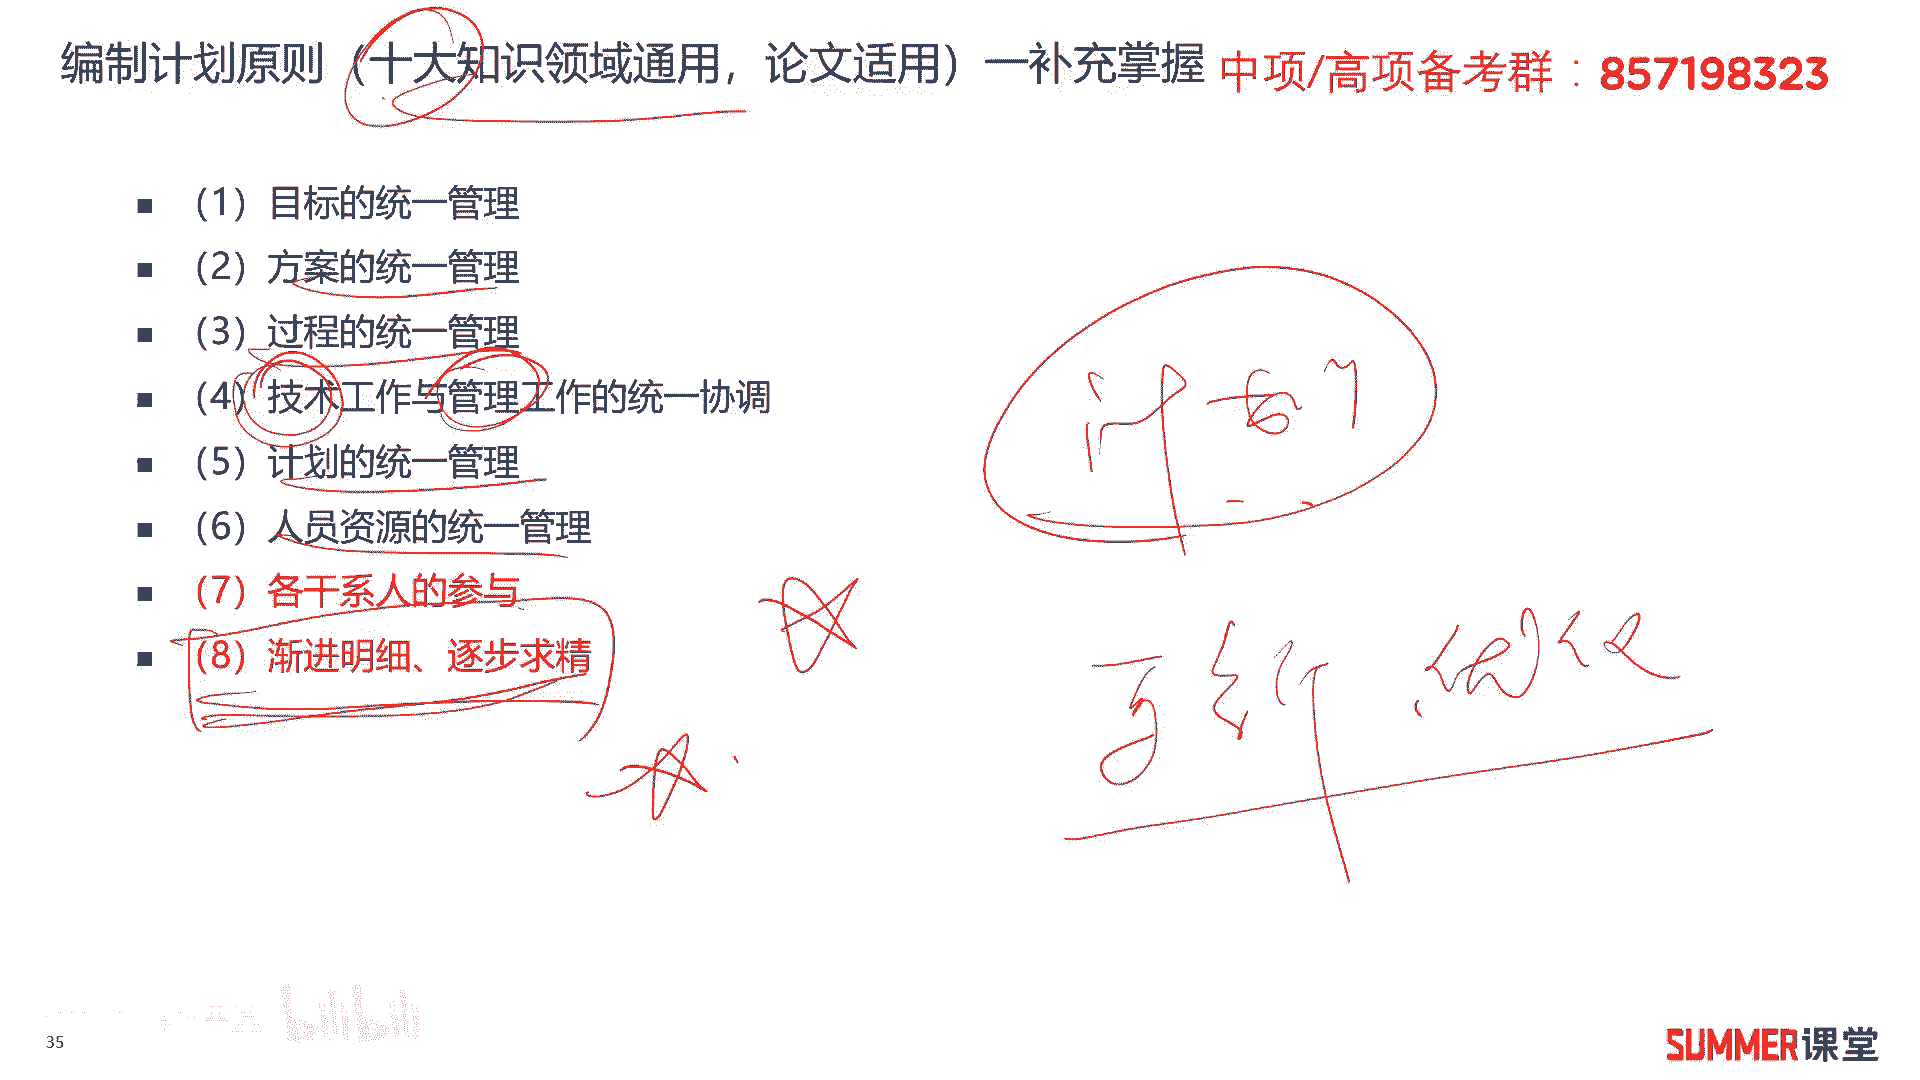 编制计划原则（十大知识领域通用，论文适用）—补充掌握
中项/高项备考群：857198323
■ （1）目标的统一管理
■ （2）方案的统一管理
■ （3）过程的统一管理
■ （4）技术工作与管理工作的统一协调
■ （5）计划的统一管理
■ （6）人员资源的统一管理
■ （7）各干系人的参与
■ （8）渐进明细、逐步求精
bilibili
35
SUMMER课堂